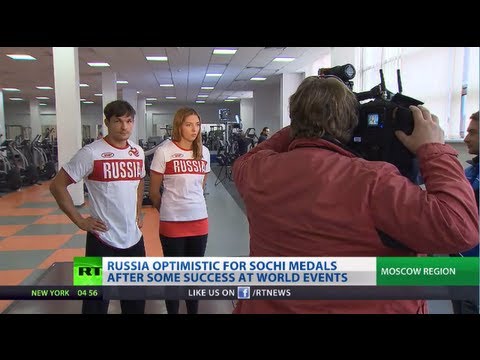 RUSSIA
RUSSIA
RT
RUSSIA OPTIMISTIC FOR SOCHI MEDALS
AFTER SOME SUCCESS AT WORLD EVENTS
MOSCOW REGION
NEW YORK 04:56
LIKE US ON f/RTNEWS